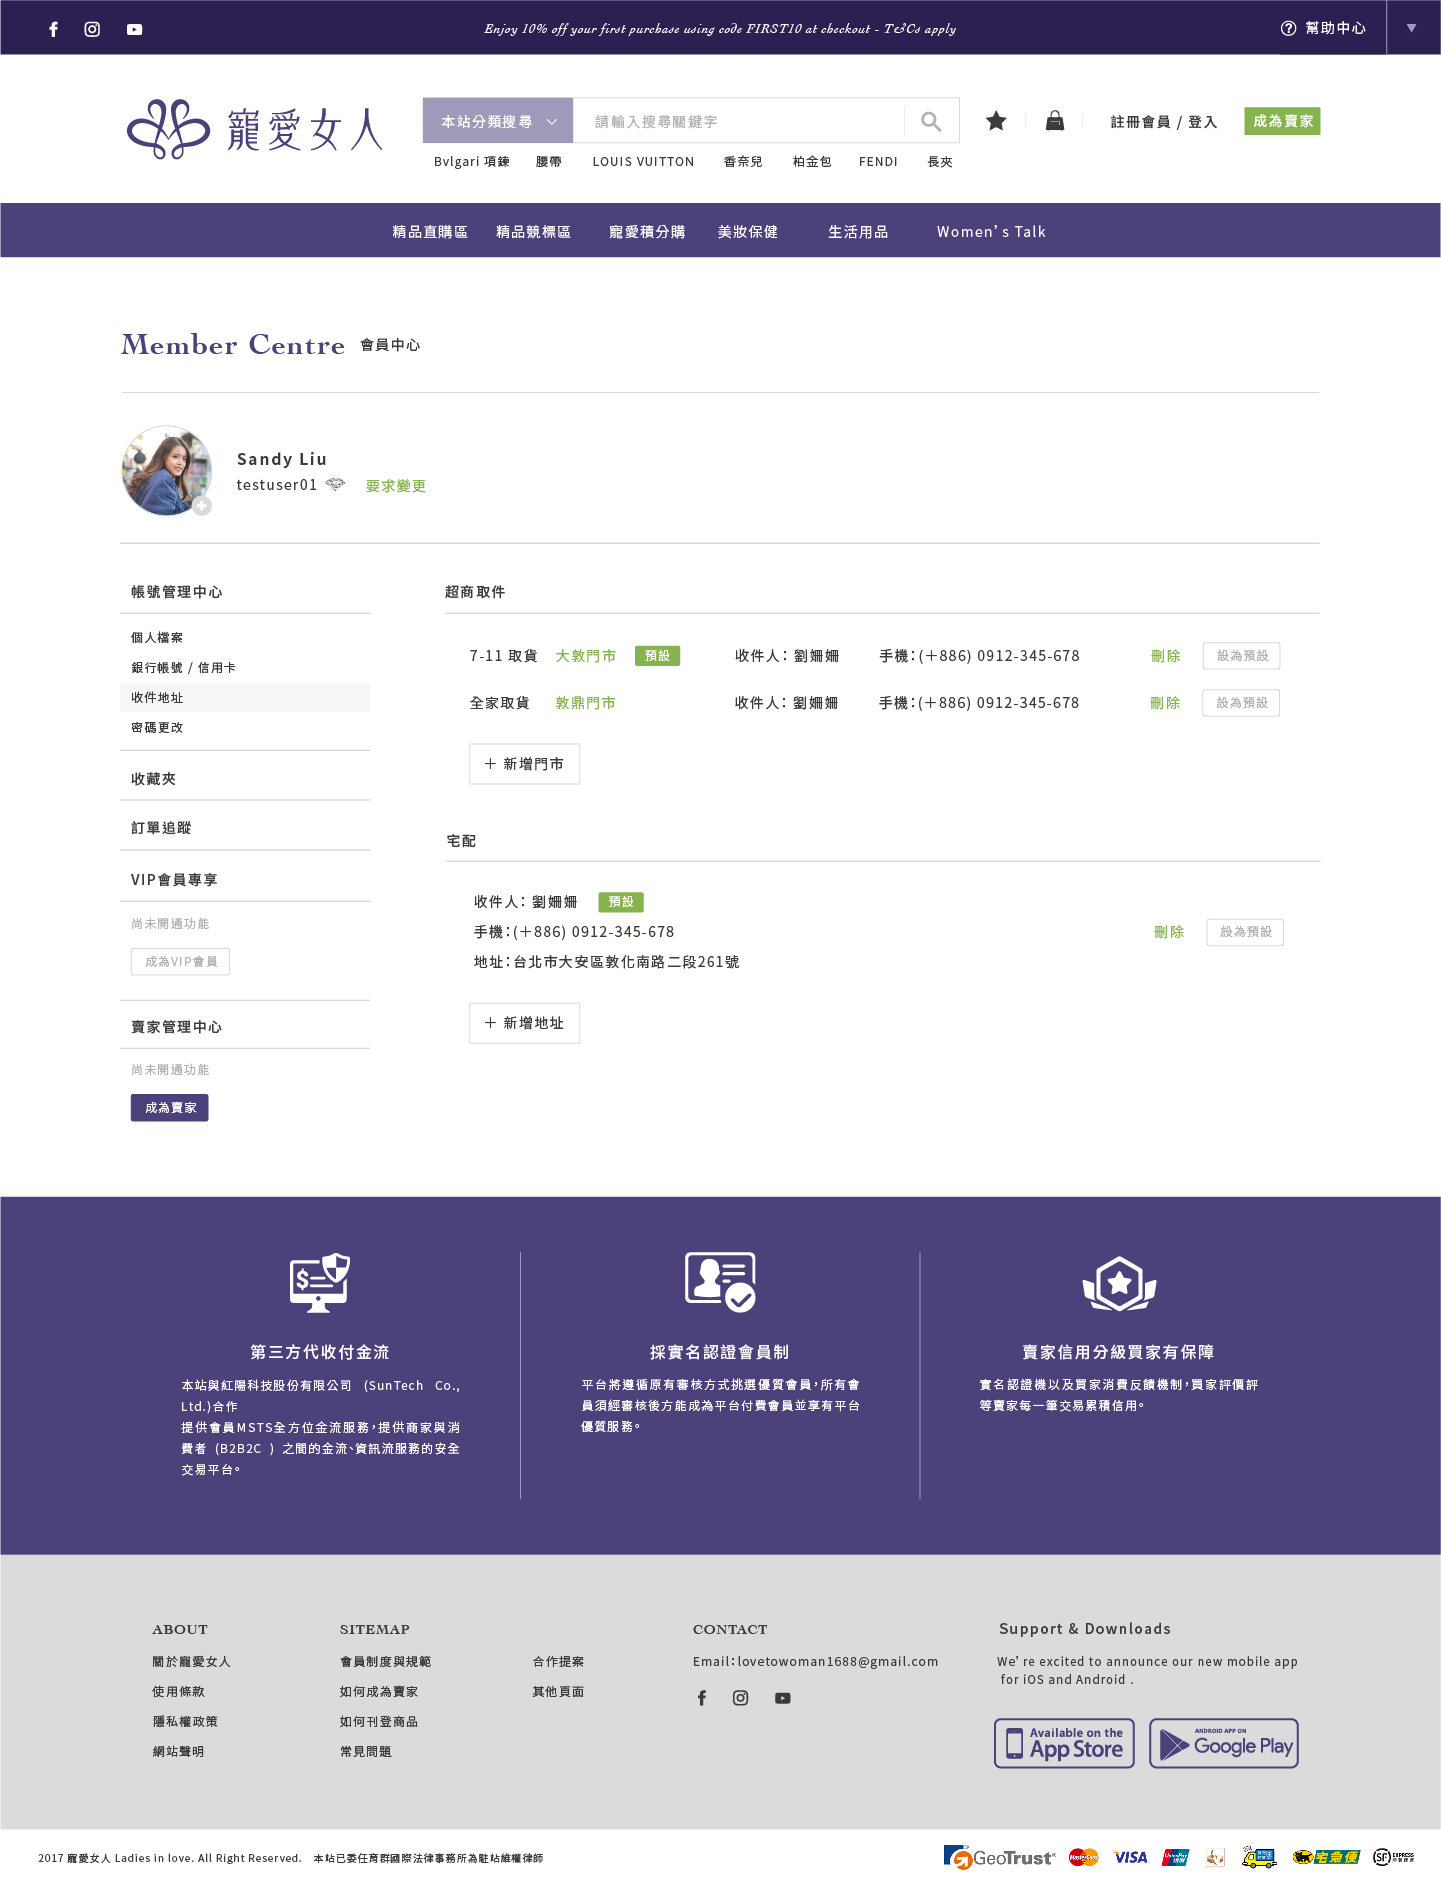 Enjoy 10% off your first purchase using code FIRST10 at checkout - T&Cs apply
幫助中心 ▼
寵愛女人
本站分類搜尋
請輸入搜尋關鍵字
註冊會員 / 登入
成為賣家
Bvlgari 項鍊 腰帶 LOUIS VUITTON 香奈兒 柏金包 FENDI 長夾
精品直購區 精品競標區 寵愛積分購 美妝保健 生活用品 Women's Talk
Member Centre 會員中心
Sandy Liu
testuser01 要求變更
帳號管理中心
個人檔案
銀行帳號 / 信用卡
收件地址
密碼更改
收藏夾
訂單追蹤
VIP會員專享
尚未開通功能
成為VIP會員
賣家管理中心
尚未開通功能
成為賣家
超商取件
7-11 取貨 大敦門市 預設 收件人： 劉姍姍 手機：(＋886) 0912-345-678 刪除 設為預設
全家取貨 敦鼎門市 收件人： 劉姍姍 手機：(＋886) 0912-345-678 刪除 設為預設
＋ 新增門市
宅配
收件人： 劉姍姍 預設
手機：(＋886) 0912-345-678 刪除 設為預設
地址：台北市大安區敦化南路二段261號
＋ 新增地址
第三方代收付金流
本站與紅陽科技股份有限公司 (SunTech Co.,
Ltd.)合作
提供會員MSTS全方位金流服務，提供商家與消
費者 (B2B2C ) 之間的金流、資訊流服務的安全
交易平台。
採實名認證會員制
平台將遵循原有審核方式挑選優質會員，所有會
員須經審核後方能成為平台付費會員並享有平台
優質服務。
賣家信用分級買家有保障
實名認證機以及買家消費反饋機制，買家評價評
等賣家每一筆交易累積信用。
ABOUT
關於寵愛女人
使用條款
隱私權政策
網站聲明
SITEMAP
會員制度與規範
如何成為賣家
如何刊登商品
常見問題
合作提案
其他頁面
CONTACT
Email：lovetowoman1688@gmail.com
Support & Downloads
We're excited to announce our new mobile app
for iOS and Android .
Available on the
App Store
ANDROID APP ON
Google Play
2017 寵愛女人 Ladies in love. All Right Reserved. 本站已委任育群國際法律事務所為駐站維權律師
GeoTrust MasterCard VISA UnionPay 宅急便 SF EXPRESS